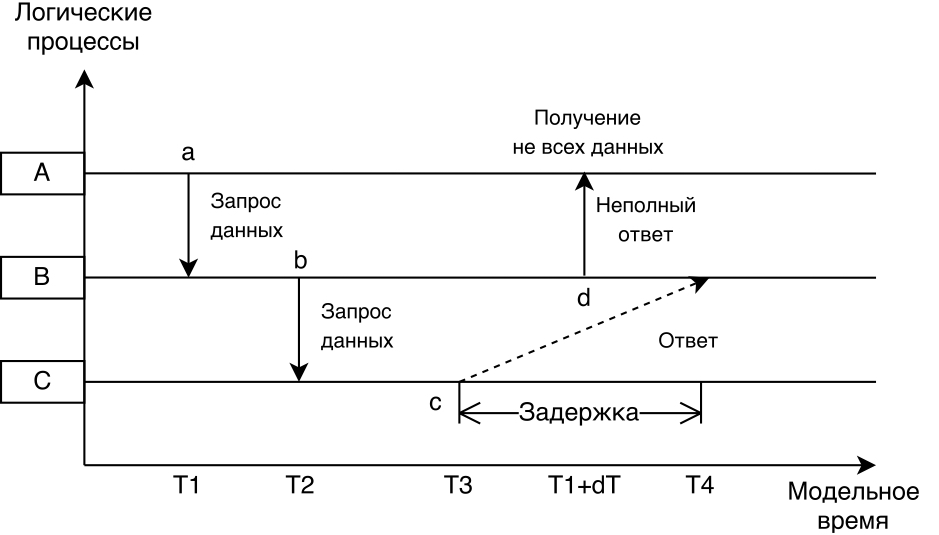 Логические
процессы
Получение
не всех данных
a
A
Запрос
данных
Неполный
ответ
b
B
d
Запрос
данных
Ответ
C
c
Задержка
T1
T2
T3
T1+dT
T4
Модельное
время